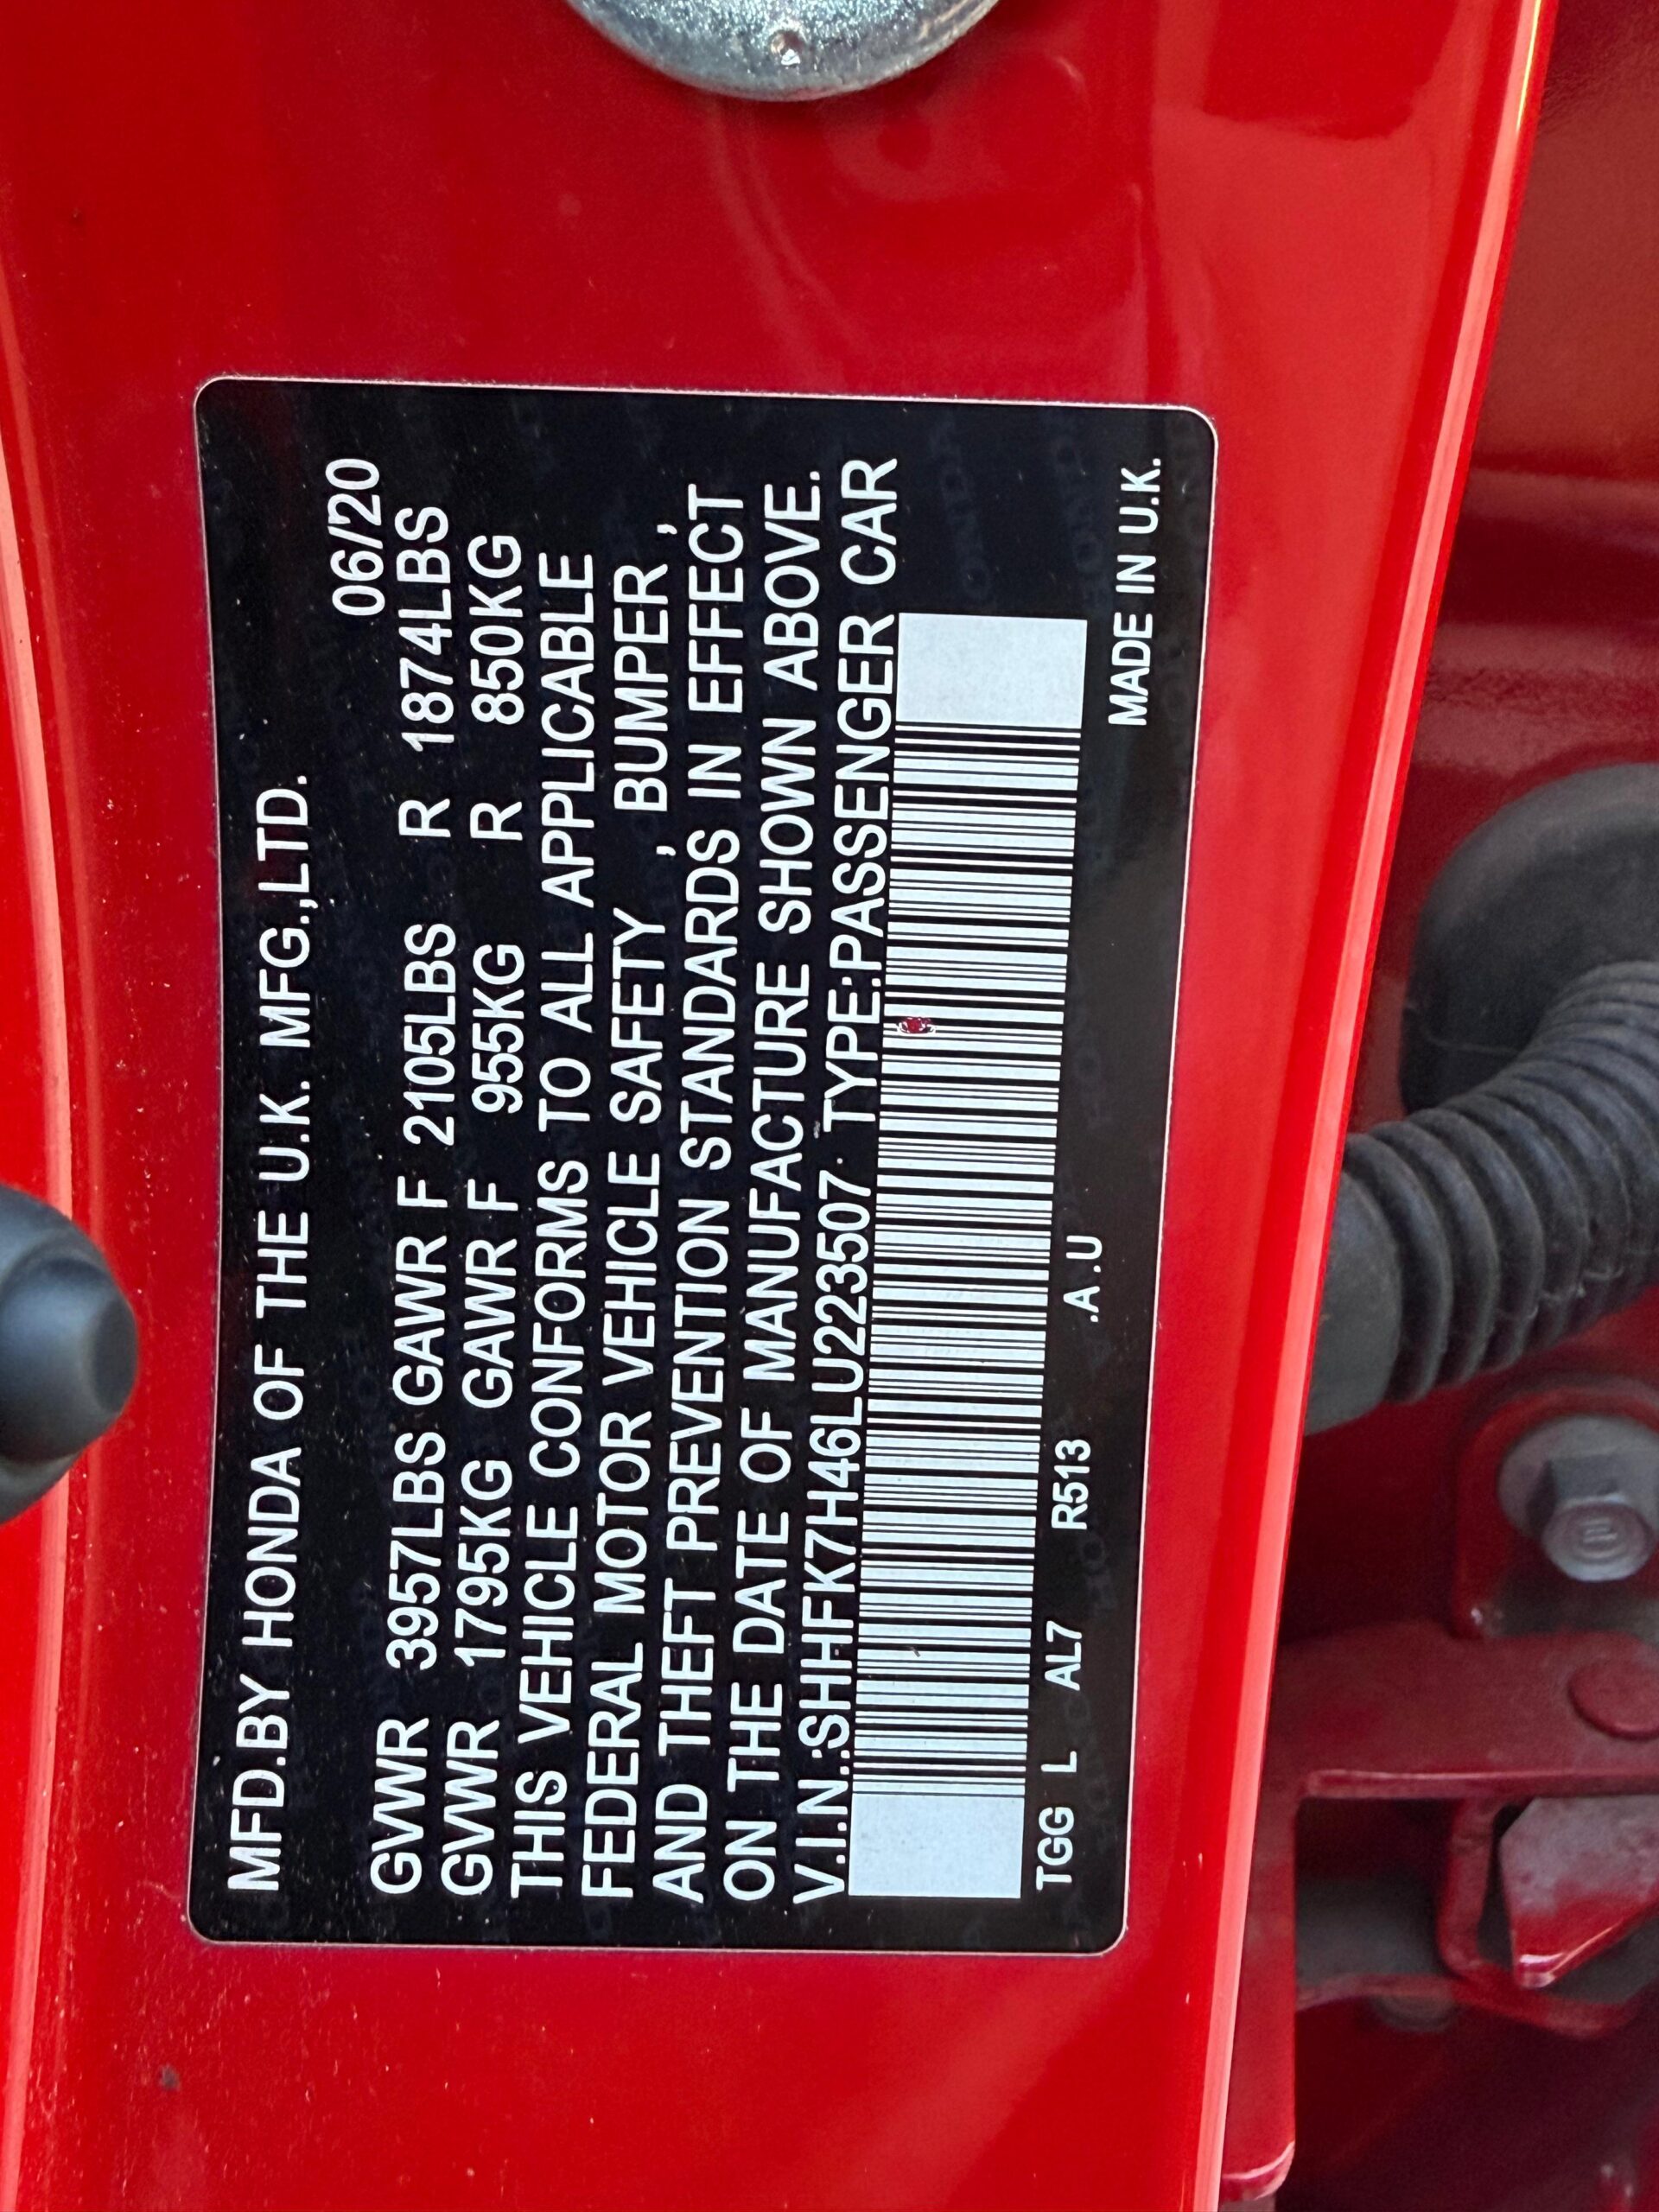 MFD.BY HONDA OF THE U.K. MFG.,LTD.
06/20
GVWR 3957LBS GAWR F 2105LBS R 1874LBS
GVWR 1795KG GAWR F 955KG R 850KG
THIS VEHICLE CONFORMS TO ALL APPLICABLE
FEDERAL MOTOR VEHICLE SAFETY , BUMPER ,
AND THEFT PREVENTION STANDARDS IN EFFECT
ON THE DATE OF MANUFACTURE SHOWN ABOVE.
V.I.N.:SHHFK7H46LU223507 TYPE:PASSENGER CAR
TGG L AL7 R513 .A.U
MADE IN U.K.